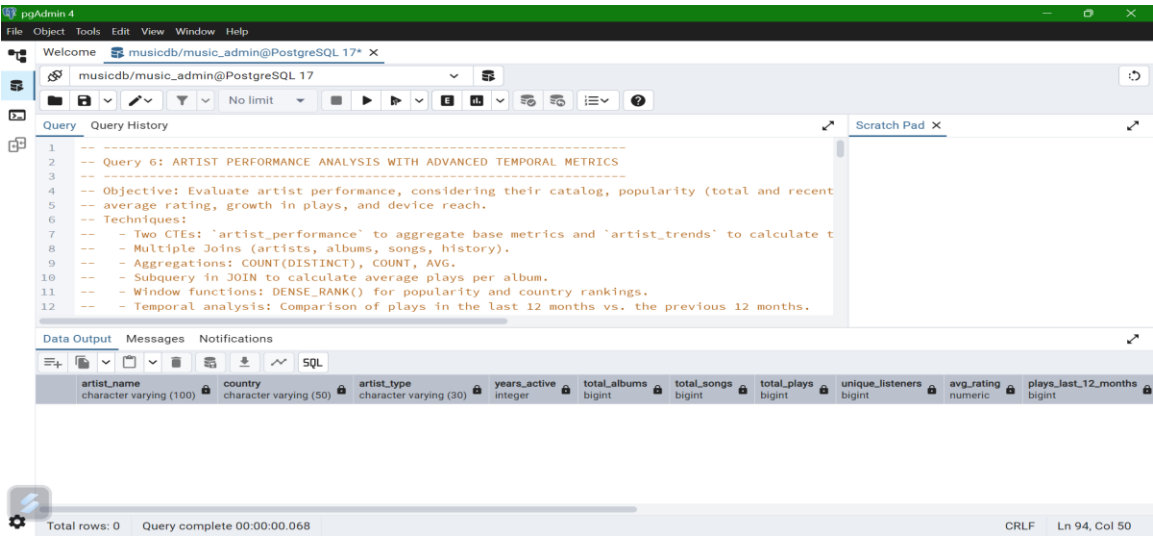 pgAdmin 4
File Object Tools Edit View Window Help
Welcome musicdb/music_admin@PostgreSQL 17*
musicdb/music_admin@PostgreSQL 17
No limit
Query Query History Scratch Pad
1 -- --------------------------------------------------------------------
2 -- Query 6: ARTIST PERFORMANCE ANALYSIS WITH ADVANCED TEMPORAL METRICS
3 -- --------------------------------------------------------------------
4 -- Objective: Evaluate artist performance, considering their catalog, popularity (total and recent
5 -- average rating, growth in plays, and device reach.
6 -- Techniques:
7 --   - Two CTEs: `artist_performance` to aggregate base metrics and `artist_trends` to calculate t
8 --   - Multiple Joins (artists, albums, songs, history).
9 --   - Aggregations: COUNT(DISTINCT), COUNT, AVG.
10 --   - Subquery in JOIN to calculate average plays per album.
11 --   - Window functions: DENSE_RANK() for popularity and country rankings.
12 --   - Temporal analysis: Comparison of plays in the last 12 months vs. the previous 12 months.
Data Output Messages Notifications
SQL
artist_name country artist_type years_active total_albums total_songs total_plays unique_listeners avg_rating plays_last_12_months
character varying (100) character varying (50) character varying (30) integer bigint bigint bigint bigint numeric bigint
Total rows: 0 Query complete 00:00:00.068 CRLF Ln 94, Col 50